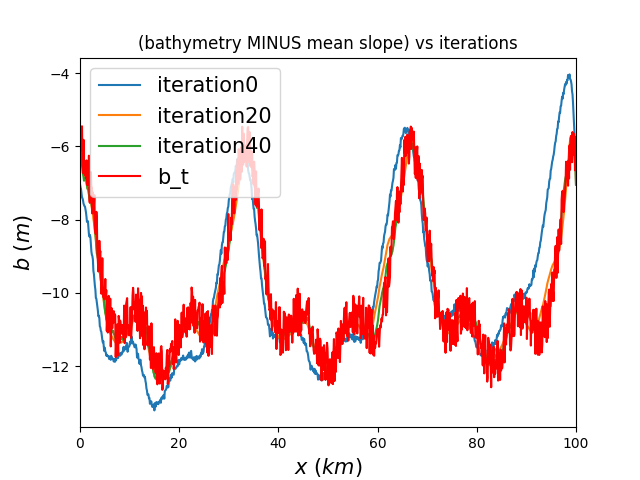 (bathymetry MINUS mean slope) vs iterations
iteration0
iteration20
iteration40
b_t
−4
−6
−8
−10
−12
b (m)
0
20
40
60
80
100
x (km)